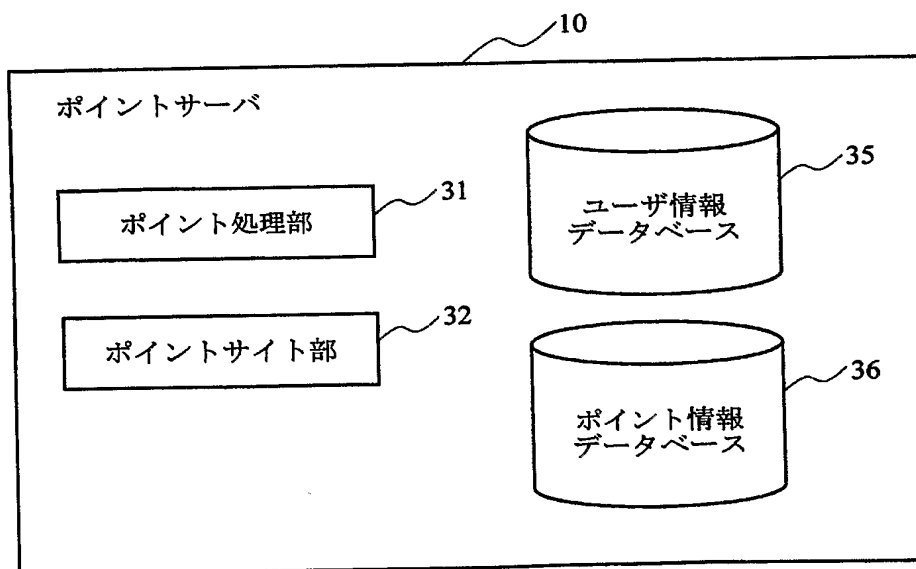 10
ポイントサーバ
31
ポイント処理部
32
ポイントサイト部
35
ユーザ情報
データベース
36
ポイント情報
データベース